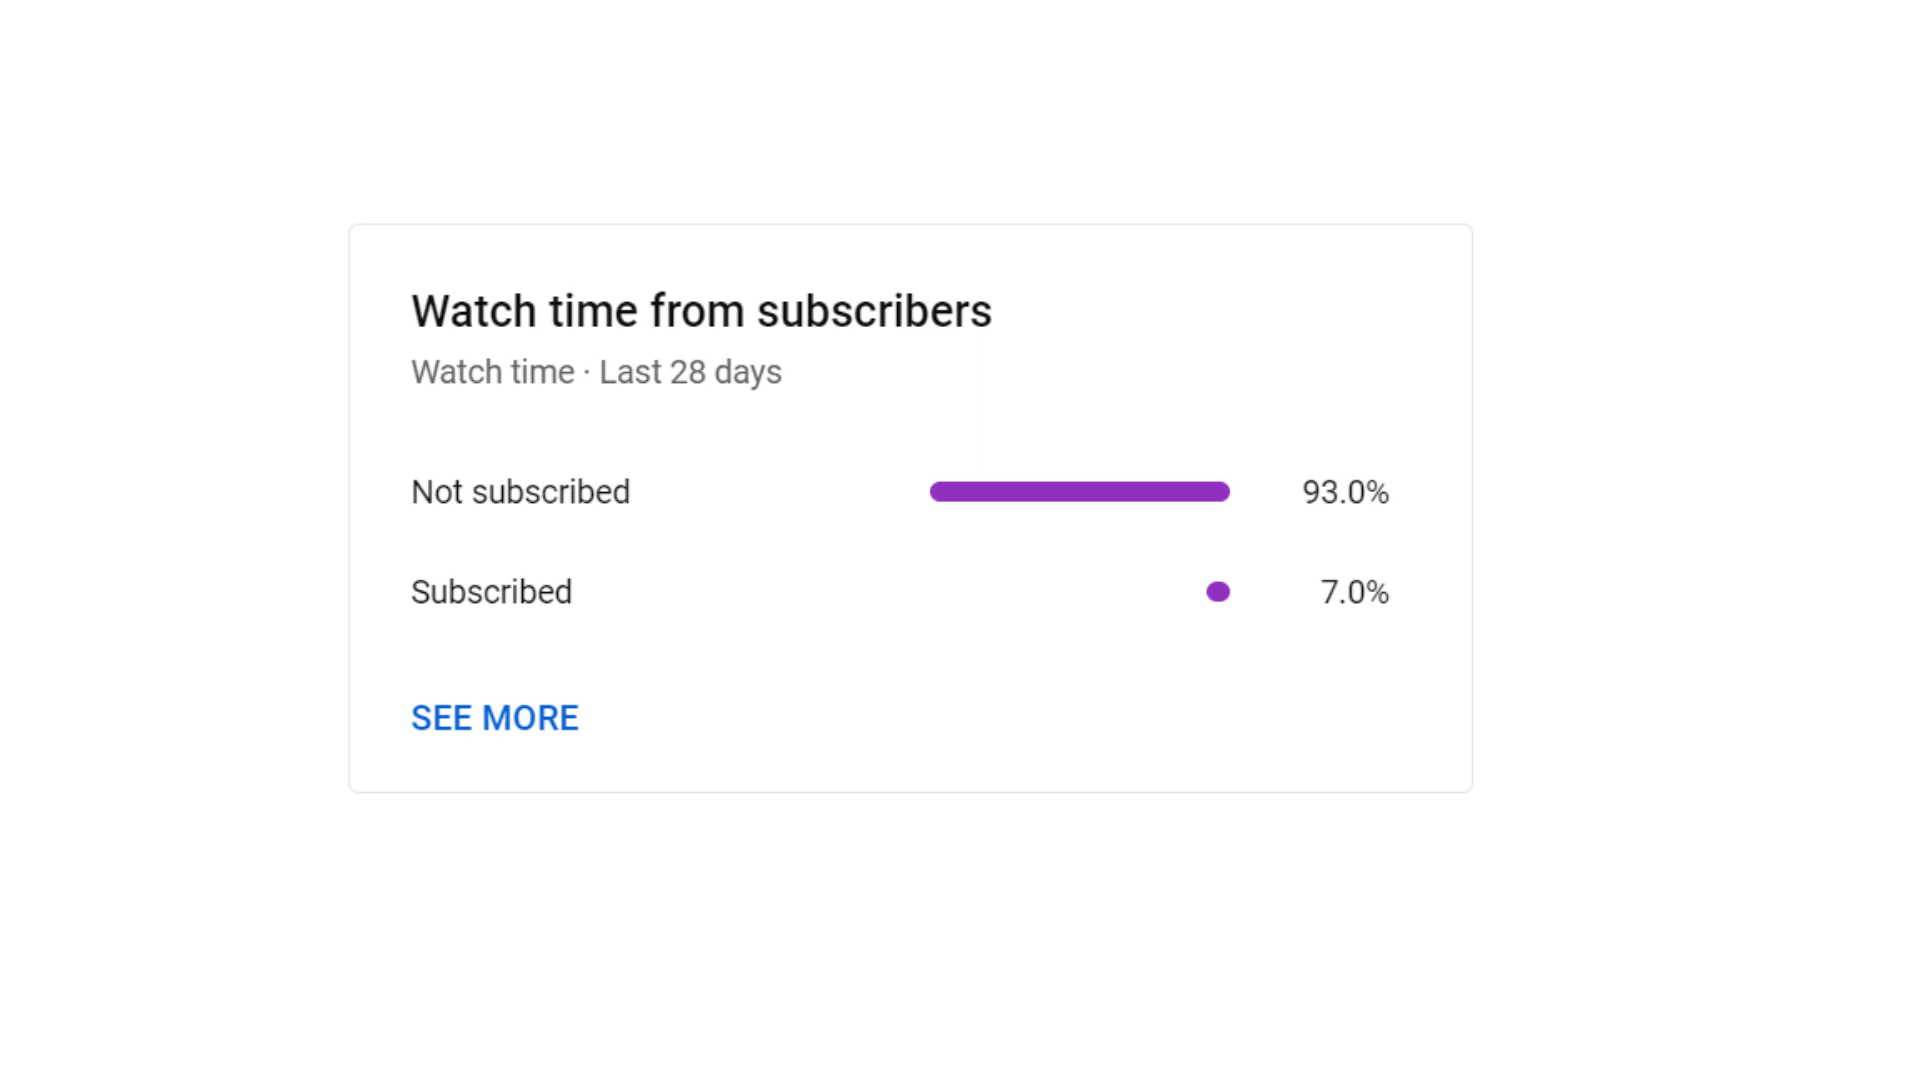 Watch time from subscribers
Watch time · Last 28 days
Not subscribed 93.0%
Subscribed 7.0%
SEE MORE